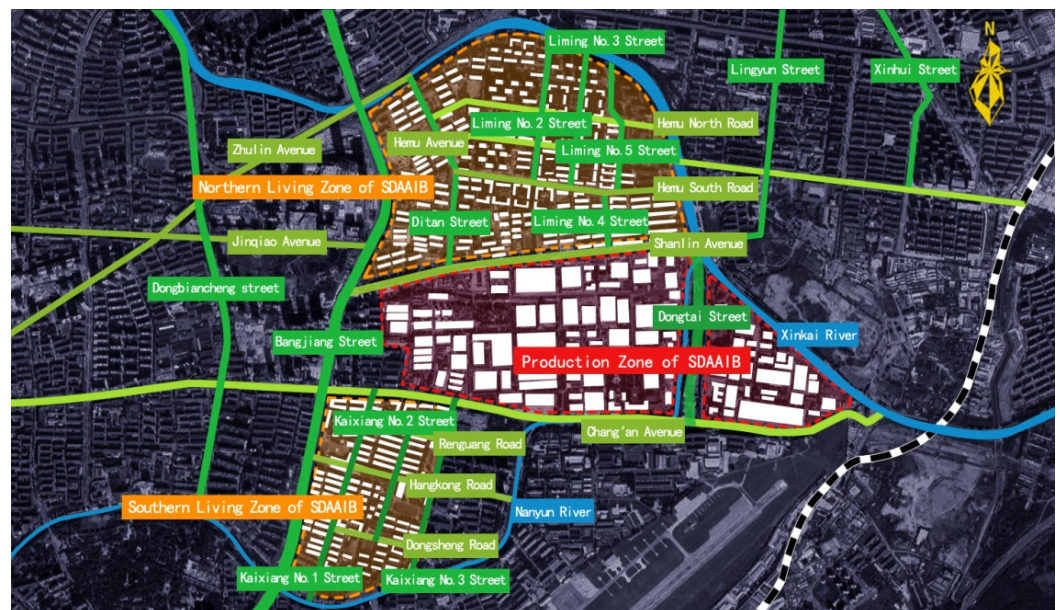 Liming No.3 Street
Lingyun Street
Xinhui Street
N
Liming No.2 Street
Hemu North Road
Zhulin Avenue
Hemu Avenue
Liming No.5 Street
Northern Living Zone of SDAAIB
Hemu South Road
Ditan Street
Liming No.4 Street
Jinqiao Avenue
Shanlin Avenue
Dongbiancheng street
Dongtai Street
Bangjiang Street
Xinkai River
Production Zone of SDAAIB
Kaixiang No.2 Street
Chang'an Avenue
Renguang Road
Hangkong Road
Southern Living Zone of SDAAIB
Nanyun River
Dongsheng Road
Kaixiang No.1 Street
Kaixiang No.3 Street